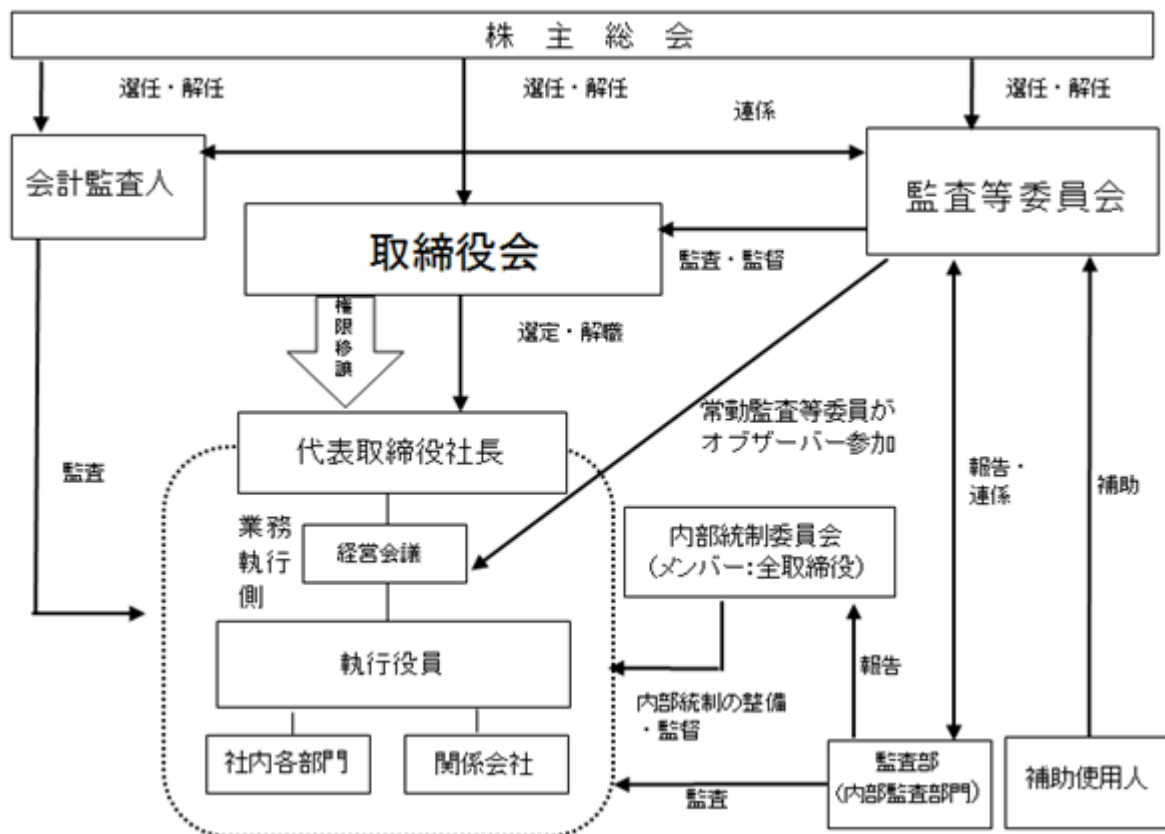 株主総会
選任・解任
選任・解任
選任・解任
連係
会計監査人
監査等委員会
取締役会
監査・監督
権限移譲
選定・解職
常勤監査等委員が
オブザーバー参加
代表取締役社長
監査
報告・
連係
補助
業務
執行
側
経営会議
内部統制委員会
(メンバー:全取締役)
執行役員
報告
内部統制の整備
・監督
社内各部門
関係会社
監査
監査部
(内部監査部門)
補助使用人